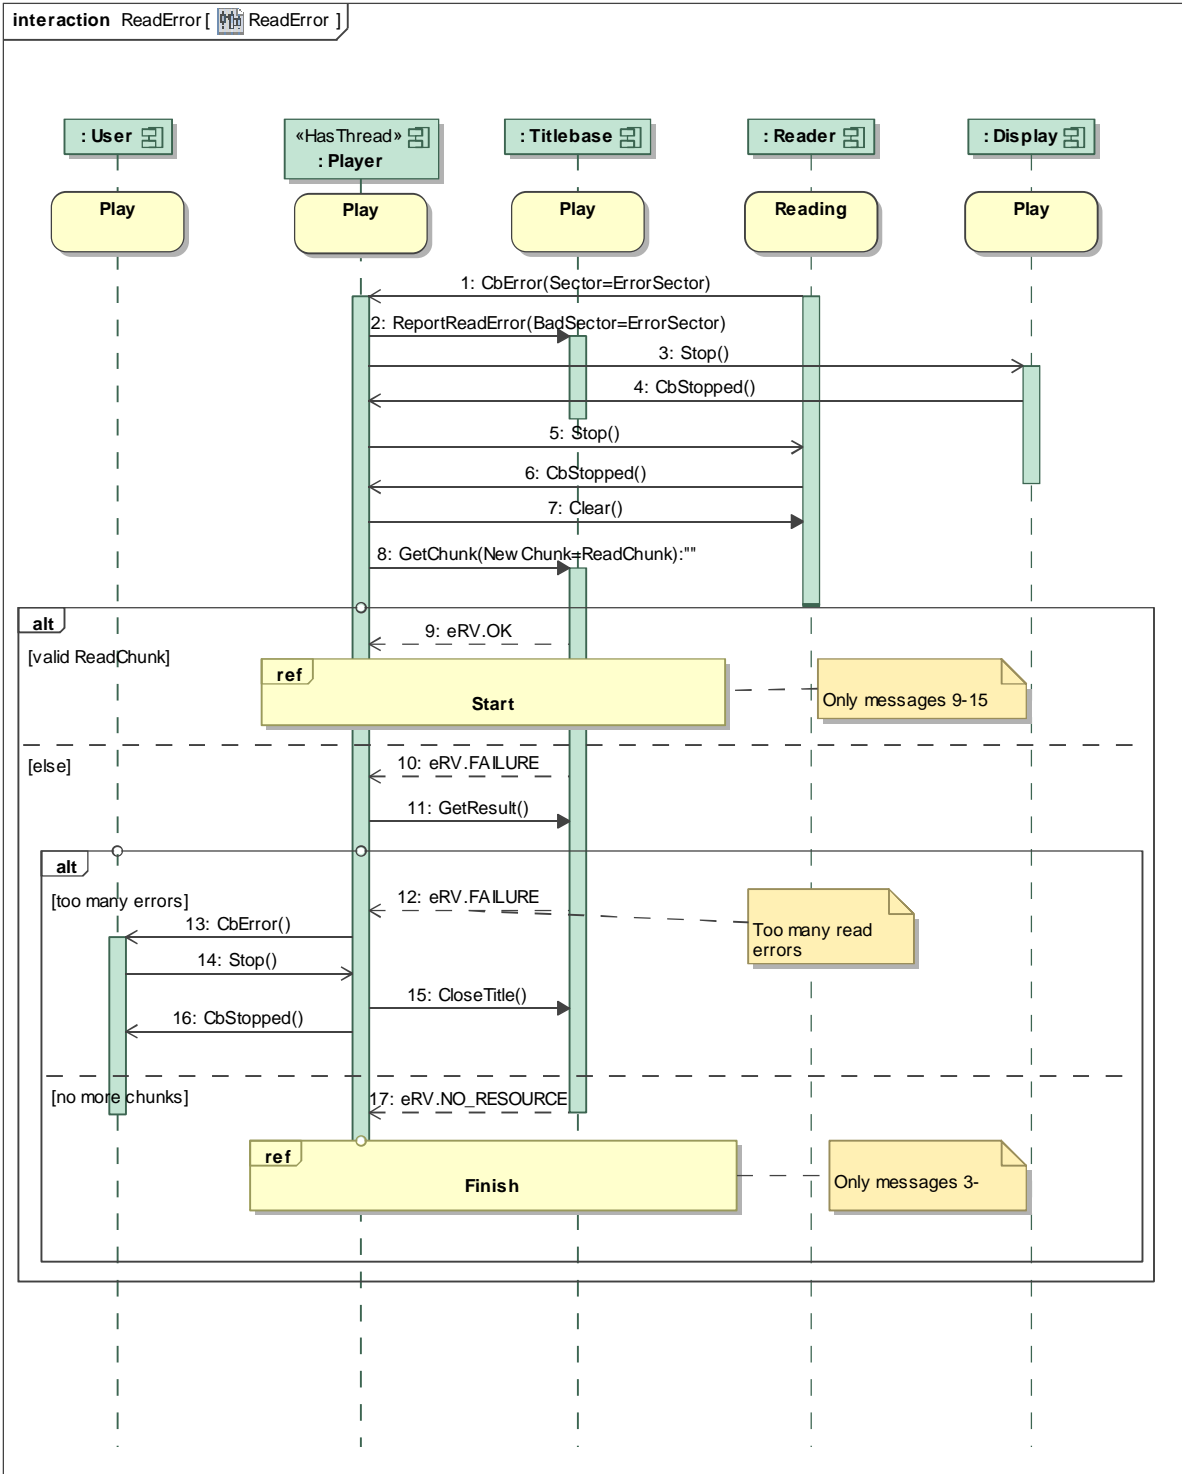 interaction ReadError [ ReadError ]
: User
«HasThread»
: Player
: Titlebase
: Reader
: Display
Play
Play
Play
Reading
Play
1: CbError(Sector=ErrorSector)
2: ReportReadError(BadSector=ErrorSector)
3: Stop()
4: CbStopped()
5: Stop()
6: CbStopped()
7: Clear()
8: GetChunk(New Chunk=ReadChunk):""
alt
9: eRV.OK
[valid ReadChunk]
ref
Start
Only messages 9-15
[else]
10: eRV.FAILURE
11: GetResult()
alt
[too many errors]
12: eRV.FAILURE
Too many read
errors
13: CbError()
14: Stop()
15: CloseTitle()
16: CbStopped()
[no more chunks]
17: eRV.NO_RESOURCE
ref
Finish
Only messages 3-